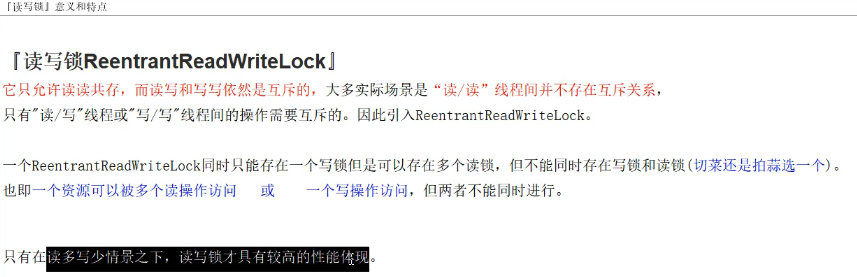 『读写锁』意义和特点
『读写锁ReentrantReadWriteLock』
它只允许读读共存，而读写和写写依然是互斥的，大多实际场景是“读/读”线程间并不存在互斥关系，
只有"读/写"线程或"写/写"线程间的操作需要互斥的。因此引入ReentrantReadWriteLock。
一个ReentrantReadWriteLock同时只能存在一个写锁但是可以存在多个读锁，但不能同时存在写锁和读锁(切菜还是拍蒜选一个)。
也即一个资源可以被多个读操作访问 或 一个写操作访问，但两者不能同时进行。
只有在读多写少情景之下，读写锁才具有较高的性能体现。